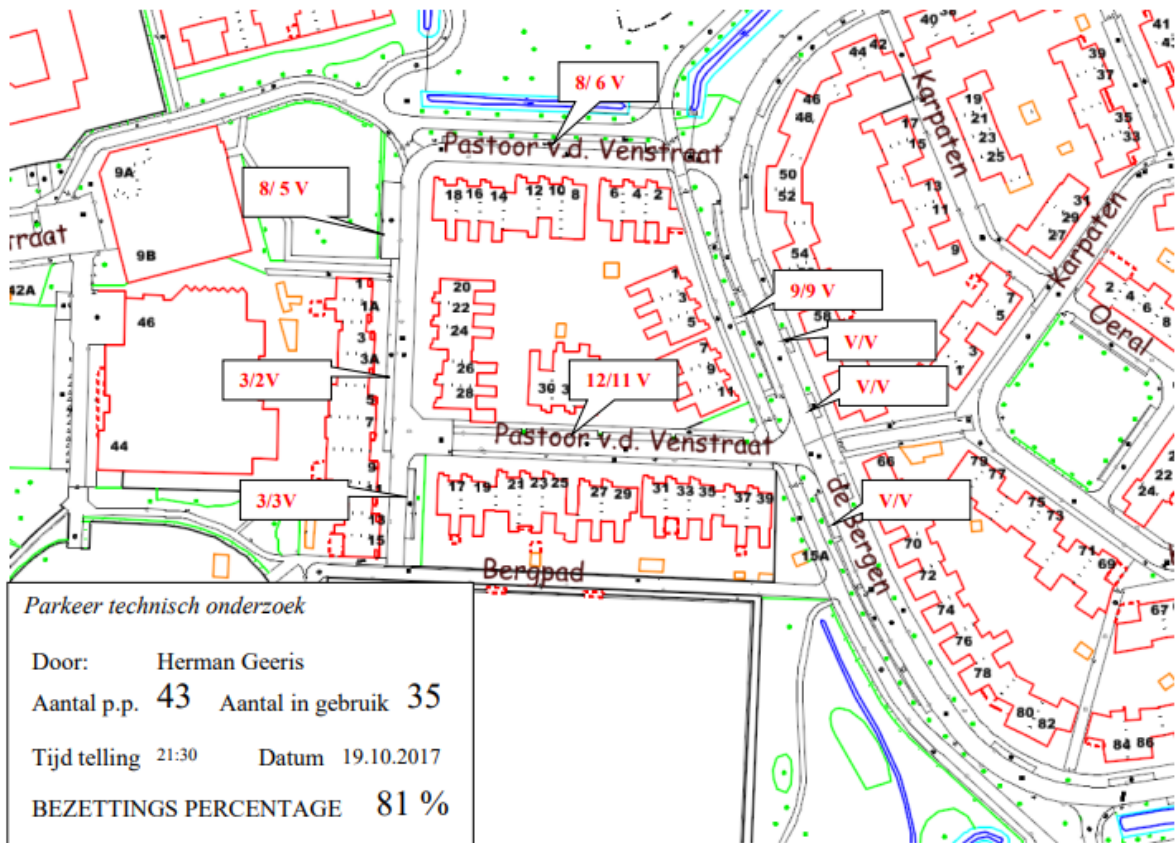 8/ 6 V
Pastoor v.d. Venstraat
8/ 5 V
9A
9B
traat
42A
46
44
18 16 14 12 10 8 6 4 2
20
22
24
26
28
30
1
3
5
7
9
11
9/9 V
V/V
V/V
V/V
3/2V
12/11 V
3/3V
Pastoor v.d. Venstraat
1
1A
3
3A
5
7
9
11
13
15
17 19 21 23 25 27 29 31 33 35 37 39
Bergpad
15A
de Bergen
40
38
44 42
46
48
50
52
54
58
66
70
72
74
76
78
80
82
84 86
79
77
75
73
71
69
67
Karpaten
17
15
13
11
9
19
21
23
25
39
37
35
33
31
29
27
41
Karpaten
7
5
3
1
Oeral
2
4
6
8
22
24
Parkeer technisch onderzoek
Door: Herman Geeris
Aantal p.p. 43 Aantal in gebruik 35
Tijd telling 21:30 Datum 19.10.2017
BEZETTINGS PERCENTAGE 81 %